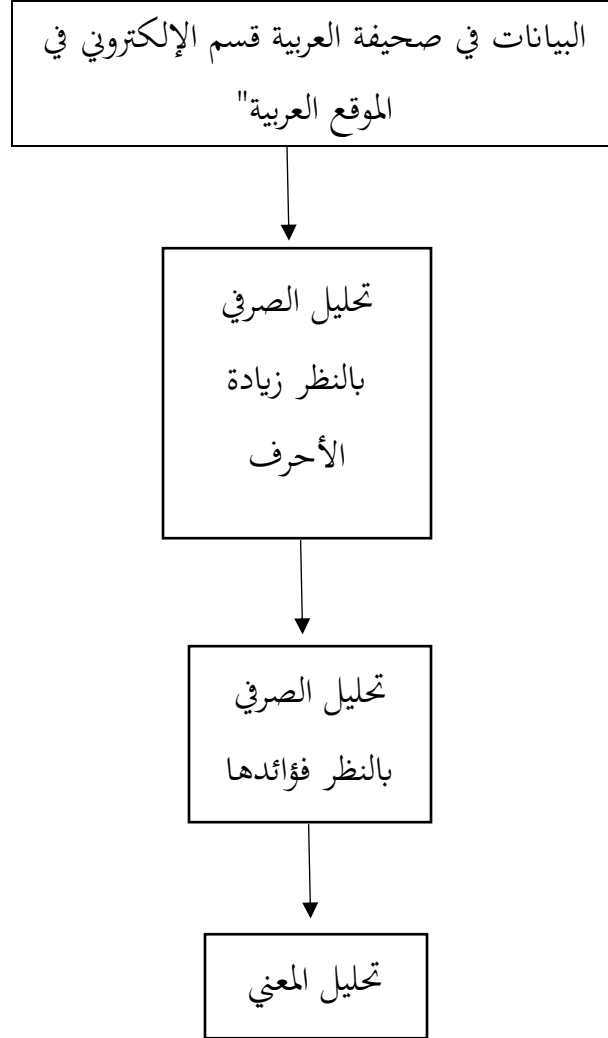 البيانات في صحيفة العربية قسم الإلكتروني في
الموقع العربية"
تحليل الصرفي
بالنظر زيادة
الأحرف
تحليل الصرفي
بالنظر فؤائدها
تحليل المعني